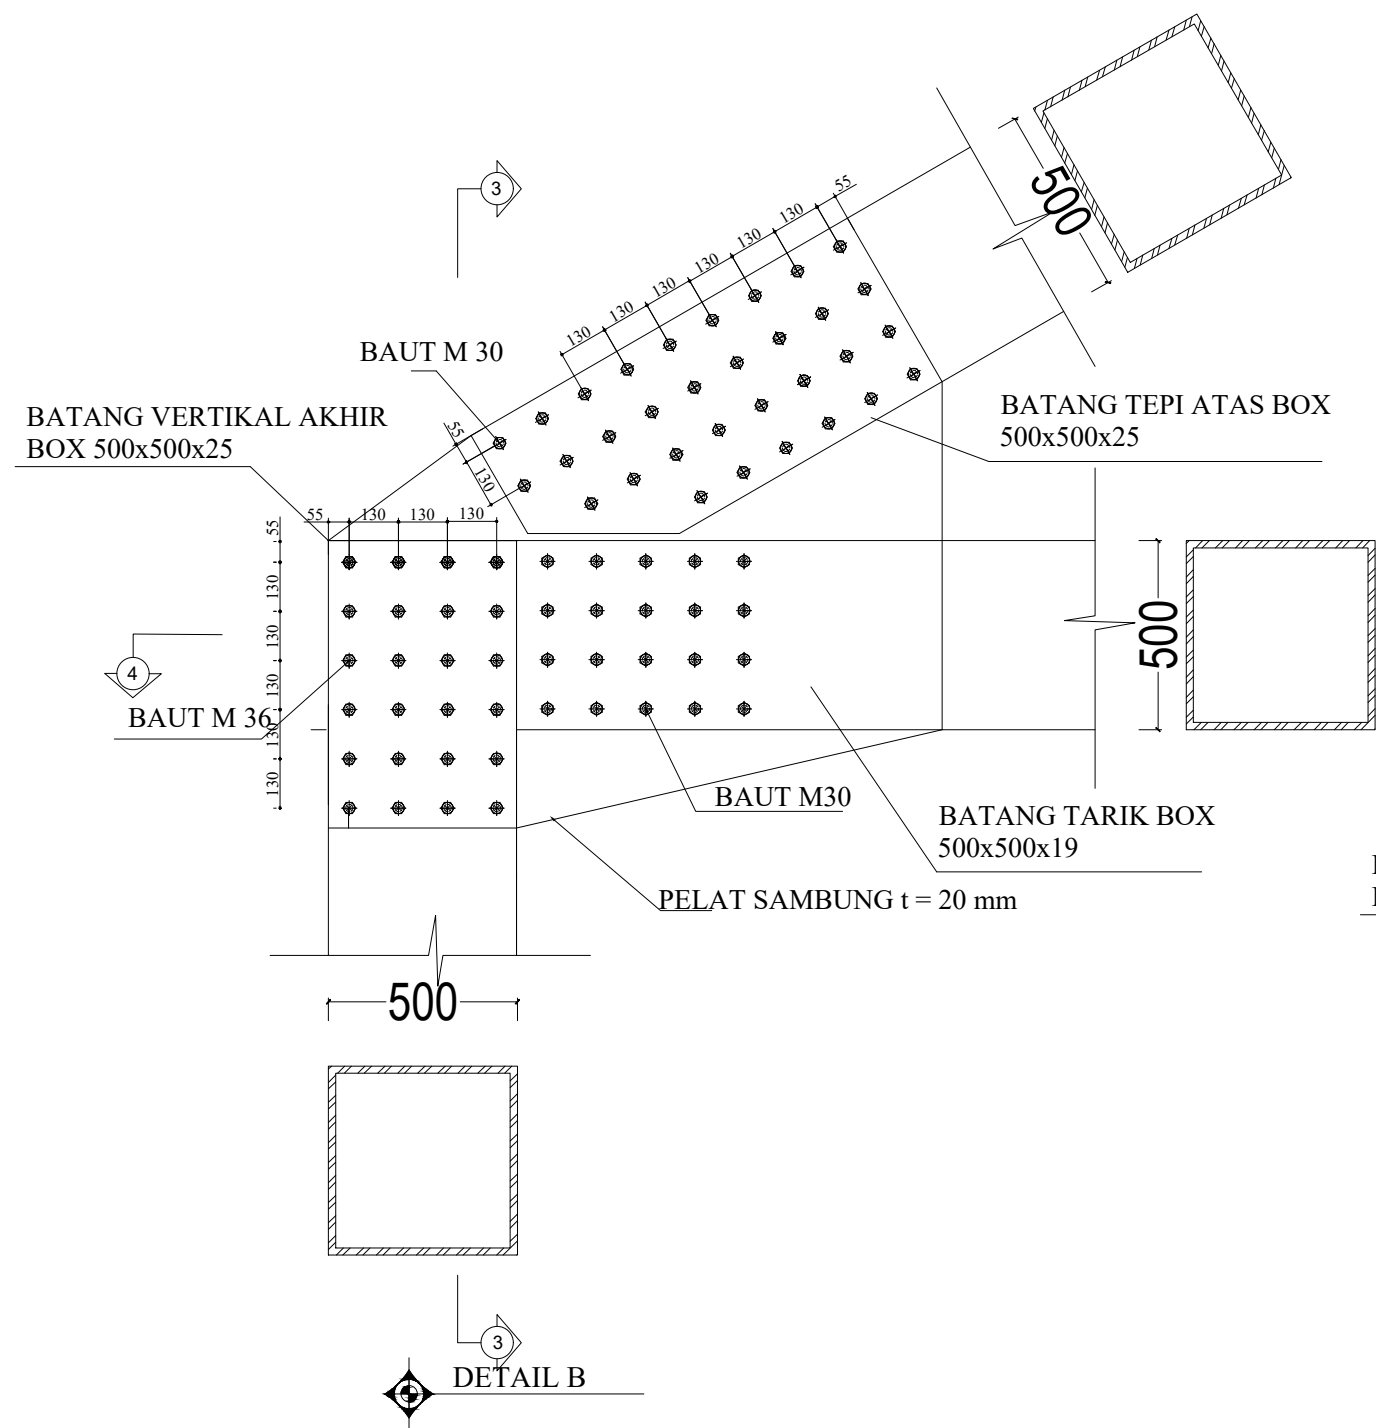 3
500
55
130
130
130
130
130
130
BAUT M 30
BATANG VERTIKAL AKHIR
BOX 500x500x25
BATANG TEPI ATAS BOX
500x500x25
55
130
55
130
130
130
55
130
130
130
130
130
500
4
BAUT M 36
BAUT M30
BATANG TARIK BOX
500x500x19
PELAT SAMBUNG t = 20 mm
500
3
DETAIL B